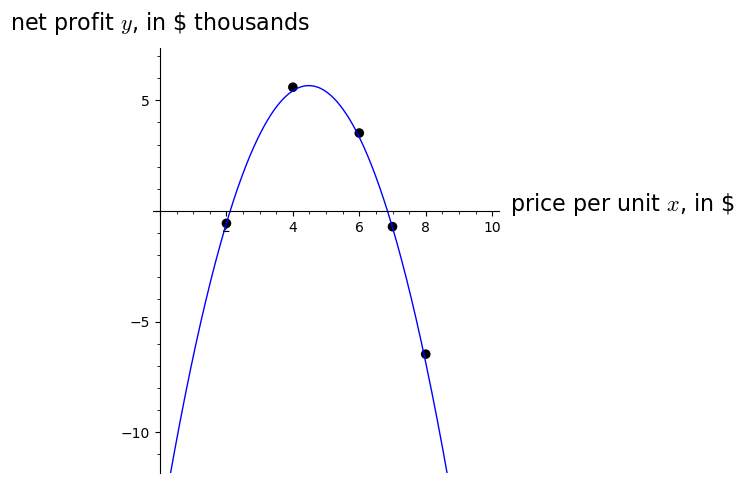 net profit y, in $ thousands
5
price per unit x, in $
2 4 6 8 10
−5
−10